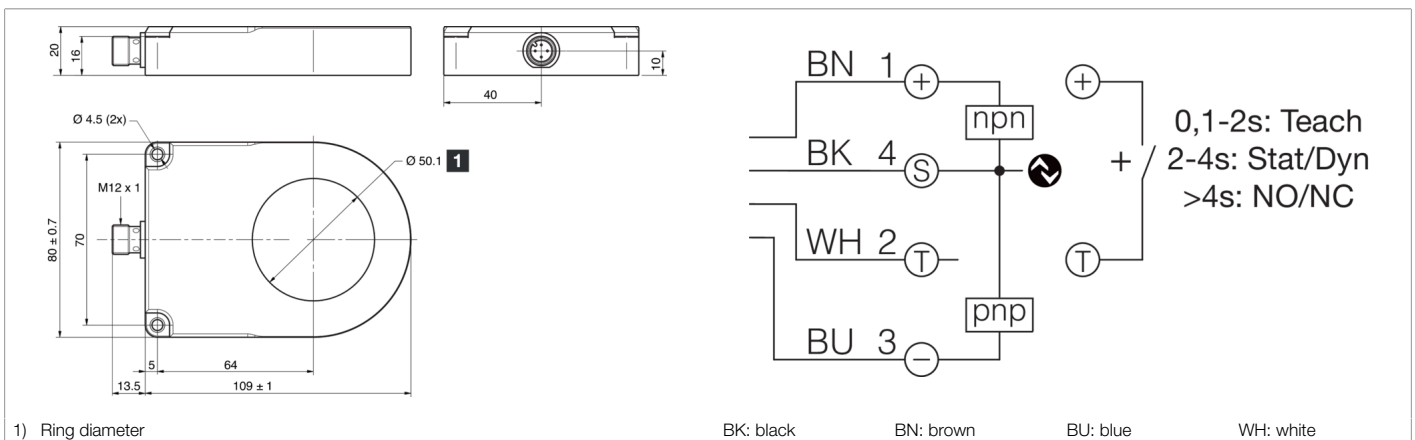 20
16
40
10
Ø 4.5 (2x)
Ø 50.1 1
M12 x 1
80 ± 0.7
70
5
64
13.5
109 ± 1
BN 1 +
npn
BK 4 S
WH 2 T
pnp
BU 3 −
+
+
T
0,1-2s: Teach
2-4s: Stat/Dyn
>4s: NO/NC
1) Ring diameter
BK: black BN: brown BU: blue WH: white